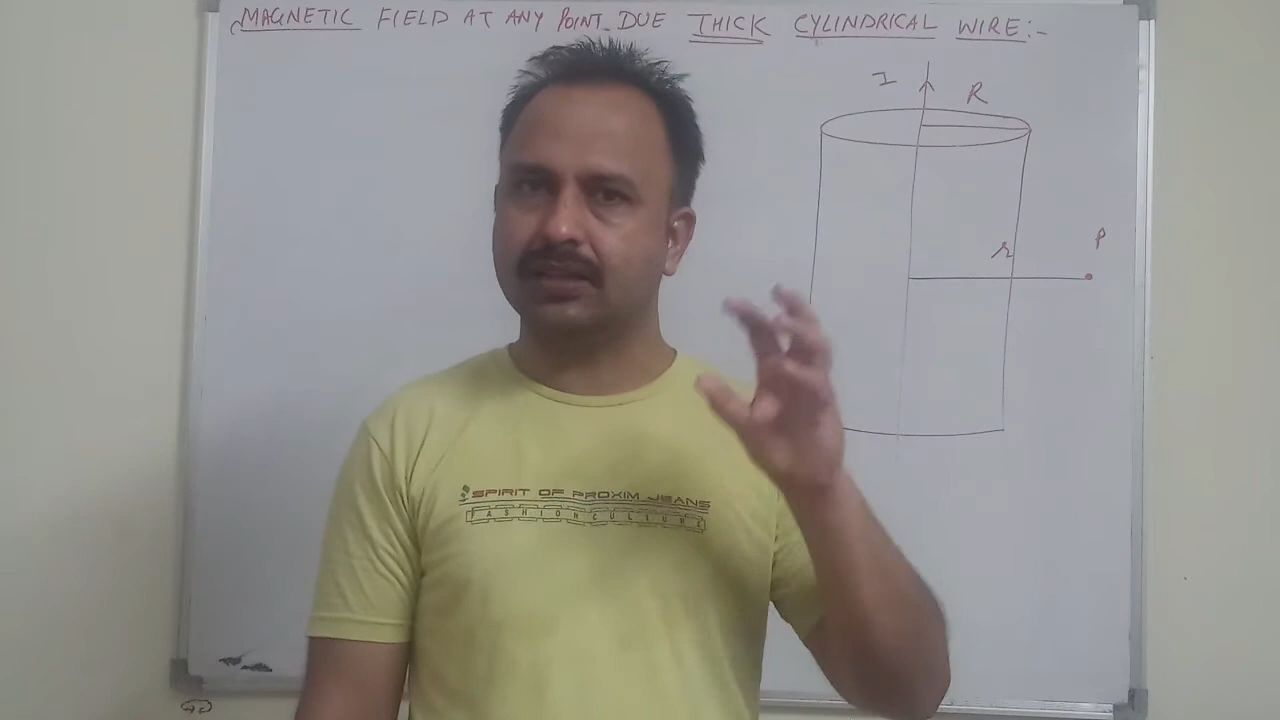 MAGNETIC FIELD AT ANY POINT DUE THICK CYLINDRICAL WIRE:-
I
R
r
P
SPIRIT OF PROXIM JEANS
FASHION CULTURE